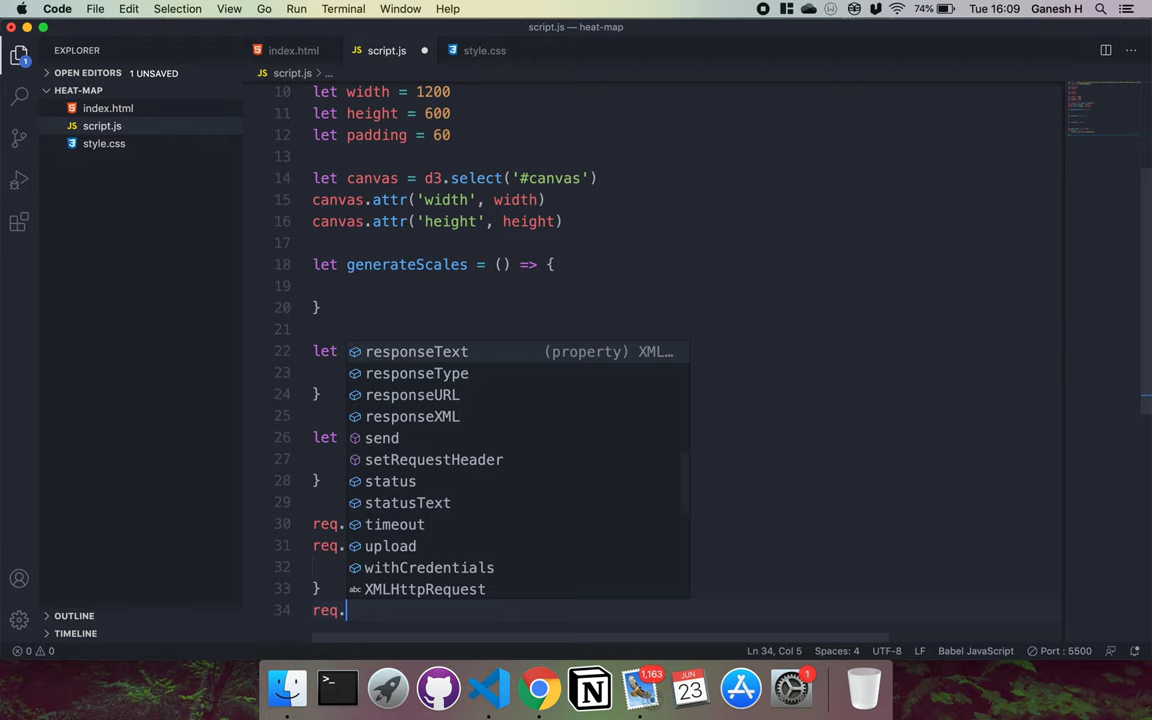 Code File Edit Selection View Go Run Terminal Window Help 74% Tue 16:09 Ganesh H
script.js — heat-map
EXPLORER
index.html
JS script.js
style.css
OPEN EDITORS 1 UNSAVED
JS script.js > ...
HEAT-MAP
index.html
JS script.js
style.css
10 let width = 1200
11 let height = 600
12 let padding = 60
13
14 let canvas = d3.select('#canvas')
15 canvas.attr('width', width)
16 canvas.attr('height', height)
17
18 let generateScales = () => {
19
20 }
21
22 let
23
24 }
25
26 let
27
28 }
29
30 req.
31 req.
32
33 }
34 req.
responseText (property) XML…
responseType
responseURL
responseXML
send
setRequestHeader
status
statusText
timeout
upload
withCredentials
abc XMLHttpRequest
OUTLINE
TIMELINE
0 0 Ln 34, Col 5 Spaces: 4 UTF-8 LF Babel JavaScript Port : 5500
1
1,163
JUN
23
1